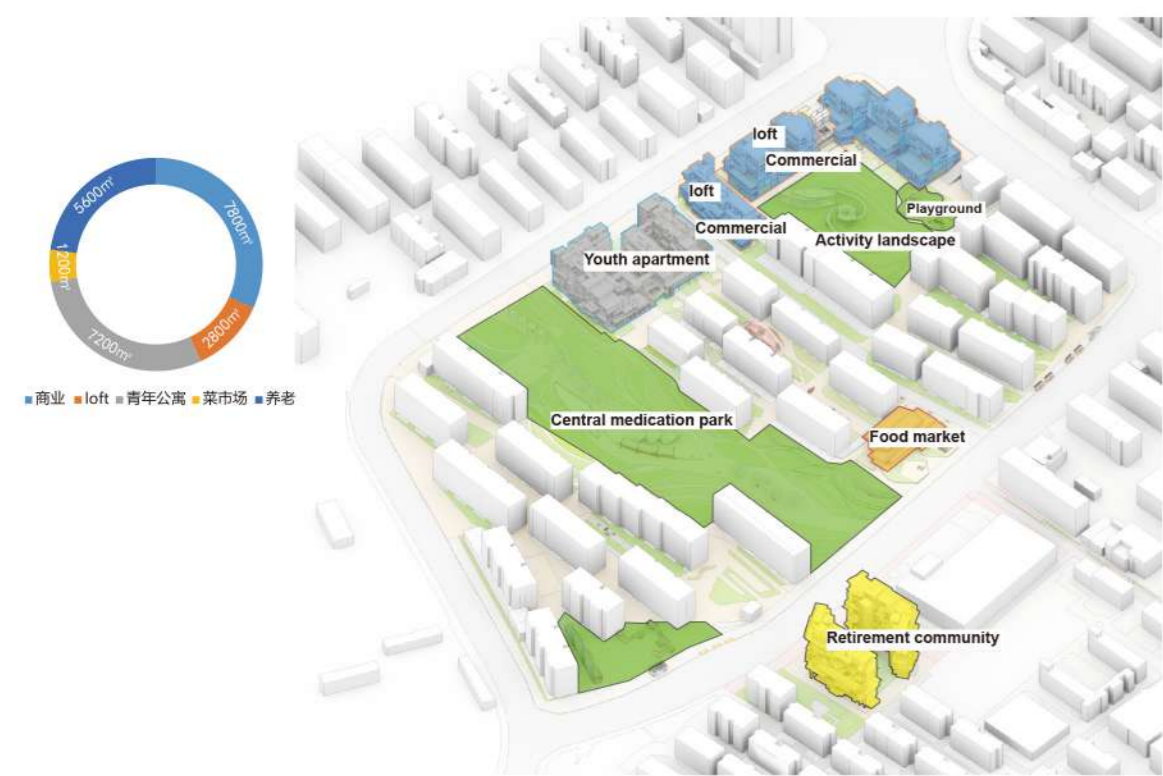 5600m²
7800m²
1200m²
2800m²
7200m²
商业 loft 青年公寓 菜市场 养老
loft
Commercial
loft
Commercial
Playground
Activity landscape
Youth apartment
Central medication park
Food market
Retirement community